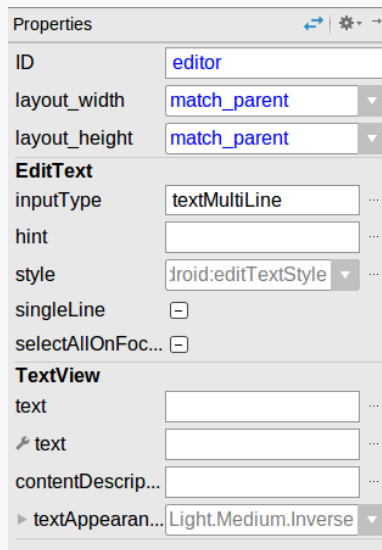 Properties
ID editor
layout_width match_parent
layout_height match_parent
EditText
inputType textMultiLine ...
hint ...
style droid:editTextStyle ...
singleLine
selectAllOnFoc...
TextView
text ...
text ...
contentDescrip... ...
textAppearan... Light.Medium.Inverse